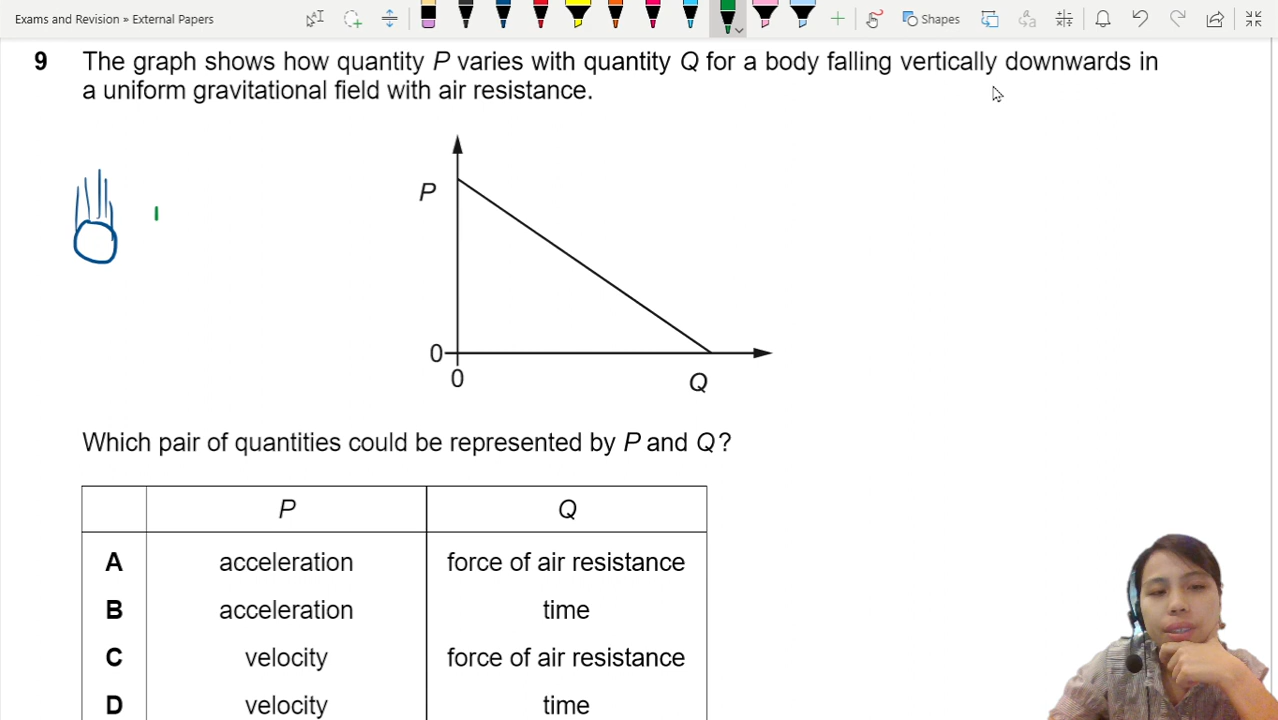 Exams and Revision » External Papers
Shapes
9 The graph shows how quantity P varies with quantity Q for a body falling vertically downwards in
a uniform gravitational field with air resistance.
P
0
0
Q
Which pair of quantities could be represented by P and Q?
P Q
A acceleration force of air resistance
B acceleration time
C velocity force of air resistance
D velocity time